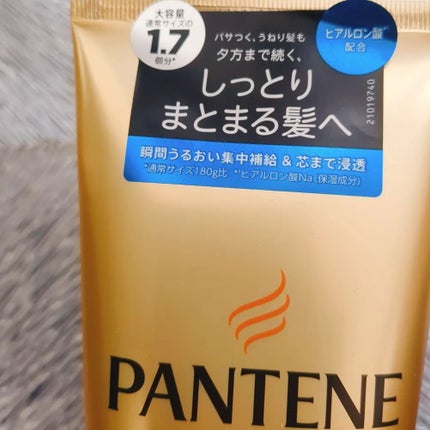 大容量
通常サイズの
1.7
個分*
パサつく、うねり髪も
夕方まで続く、
しっとり
まとまる髪へ
ヒアルロン酸
配合
21019740
瞬間うるおい集中補給 & 芯まで浸透
*通常サイズ180g比 *¹ヒアルロン酸Na (保湿成分)
PANTENE